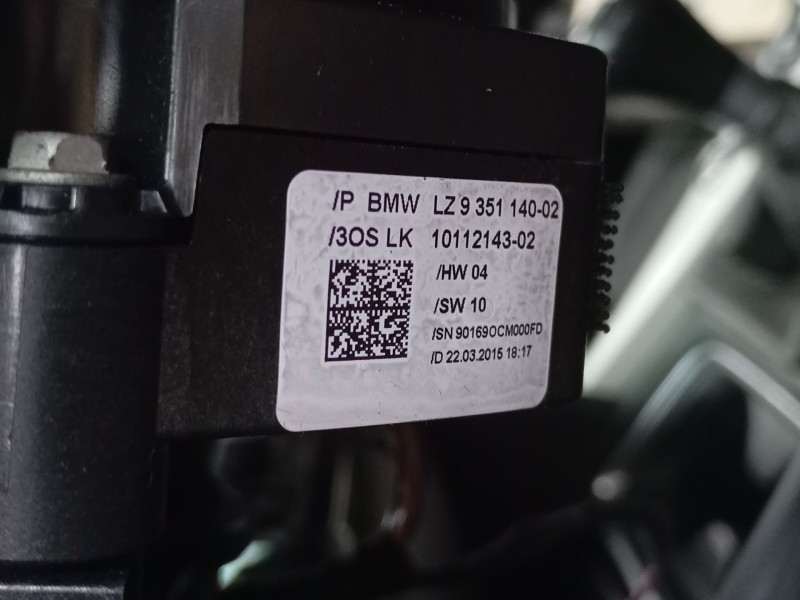 /P BMW LZ 9 351 140-02
/3OS LK 10112143-02
/HW 04
/SW 10
/SN 90169OCM000FD
/D 22.03.2015 18:17